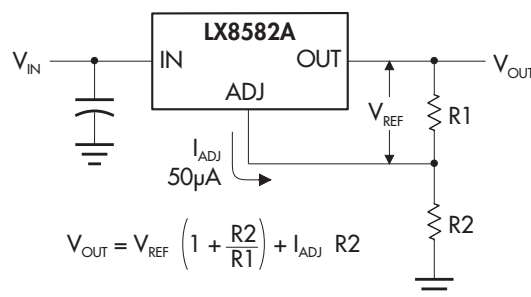 LX8582A
V_IN
IN
OUT
V_OUT
ADJ
V_REF
R1
I_ADJ
50µA
R2
V_OUT = V_REF (1 + R2/R1) + I_ADJ R2